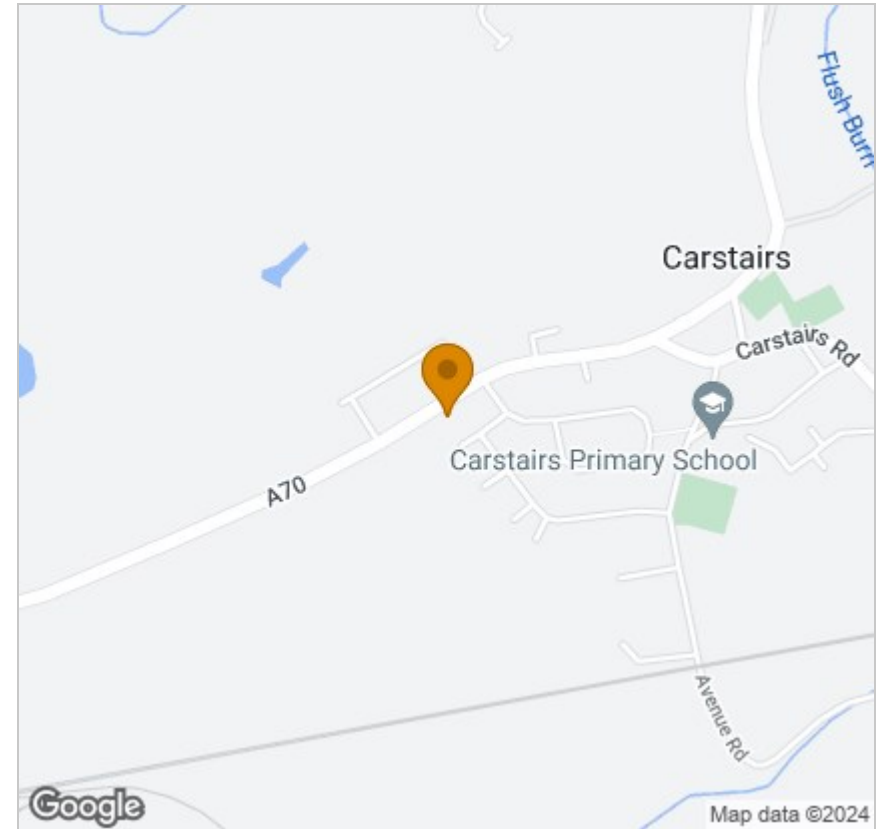 Flush Burn
Carstairs
Carstairs Rd
Carstairs Primary School
A70
Avenue Rd
Google
Map data ©2024